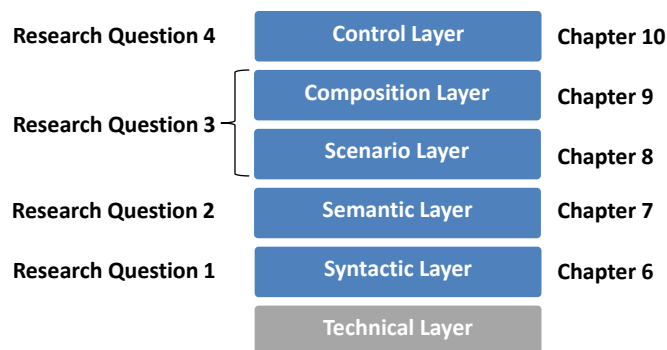 Research Question 4 Control Layer Chapter 10
Composition Layer Chapter 9
Research Question 3
Scenario Layer Chapter 8
Research Question 2 Semantic Layer Chapter 7
Research Question 1 Syntactic Layer Chapter 6
Technical Layer